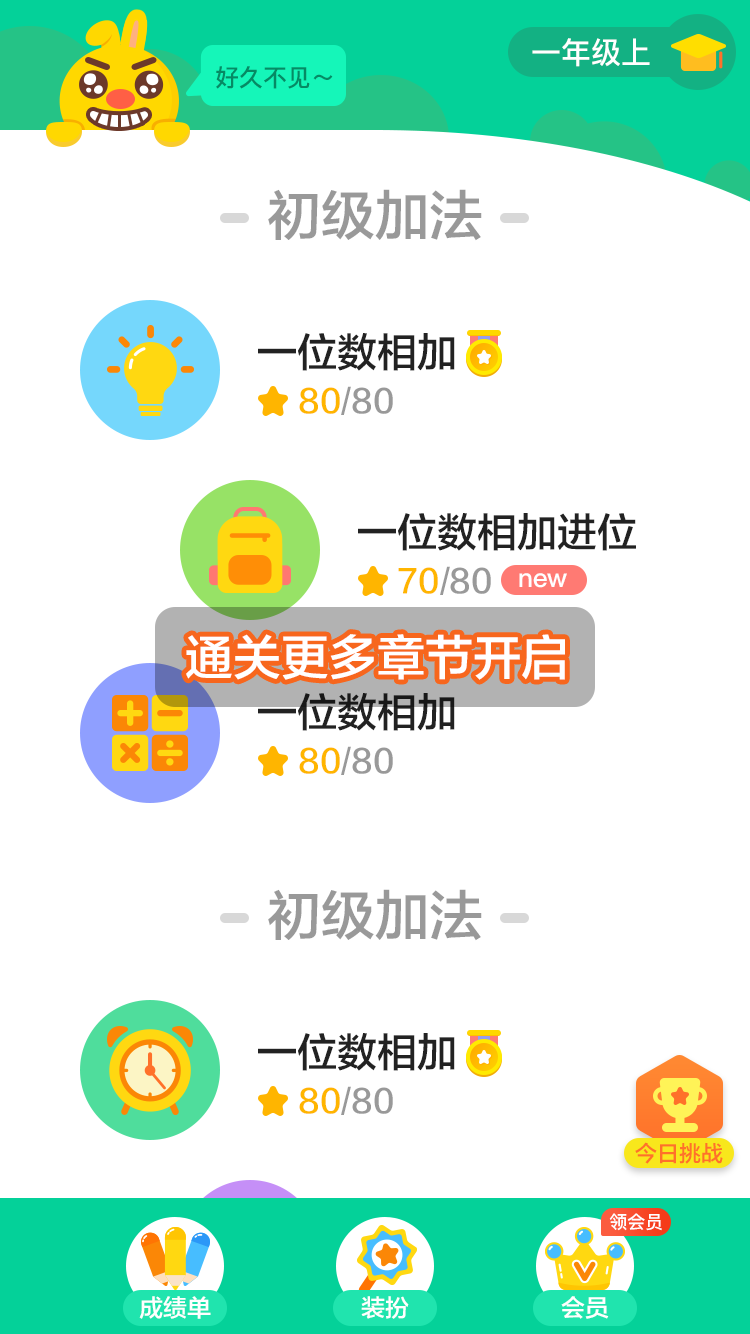 好久不见～
一年级上
初级加法
一位数相加
80/80
一位数相加进位
70/80 new
通关更多章节开启
一位数相加
80/80
初级加法
一位数相加
80/80
今日挑战
领会员
成绩单
装扮
会员